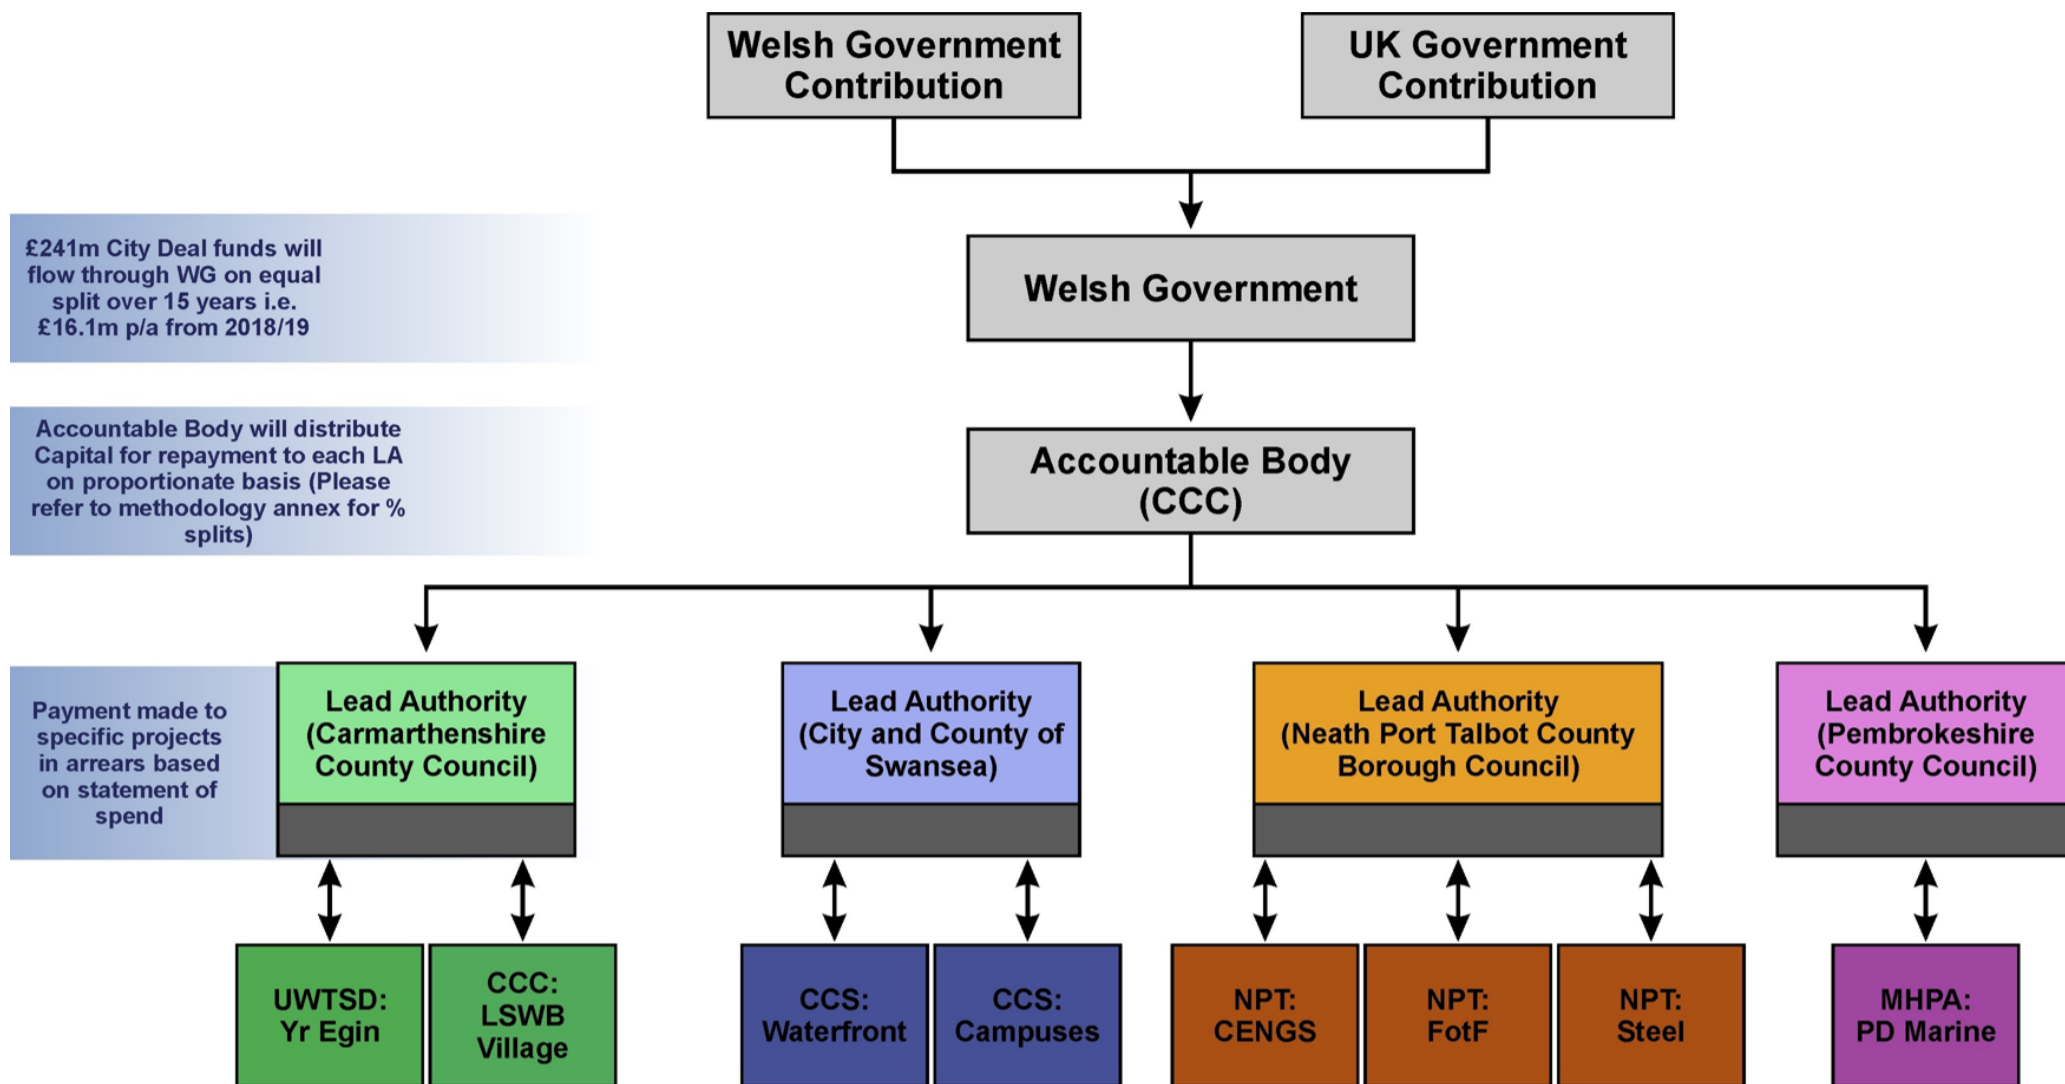 Welsh Government
Contribution
UK Government
Contribution
£241m City Deal funds will
flow through WG on equal
split over 15 years i.e.
£16.1m p/a from 2018/19
Welsh Government
Accountable Body will distribute
Capital for repayment to each LA
on proportionate basis (Please
refer to methodology annex for %
splits)
Accountable Body
(CCC)
Payment made to
specific projects
in arrears based
on statement of
spend
Lead Authority
(Carmarthenshire
County Council)
Lead Authority
(City and County of
Swansea)
Lead Authority
(Neath Port Talbot County
Borough Council)
Lead Authority
(Pembrokeshire
County Council)
UWTSD:
Yr Egin
CCC:
LSWB
Village
CCS:
Waterfront
CCS:
Campuses
NPT:
CENGS
NPT:
FotF
NPT:
Steel
MHPA:
PD Marine